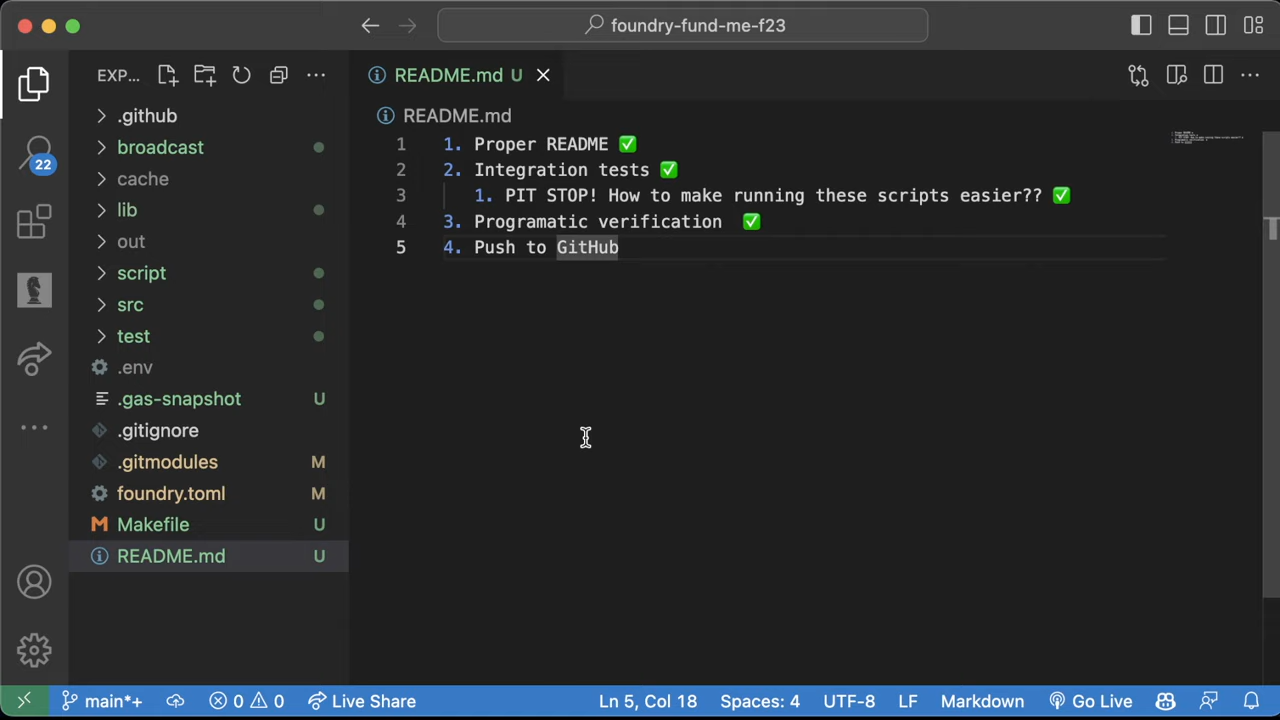 foundry-fund-me-f23
EXP...
README.md U
.github
README.md
broadcast
1 1. Proper README ✅
cache
2 2. Integration tests ✅
lib
3 1. PIT STOP! How to make running these scripts easier?? ✅
out
4 3. Programatic verification ✅
script
5 4. Push to GitHub
src
test
.env
.gas-snapshot U
.gitignore
.gitmodules M
foundry.toml M
M Makefile U
README.md U
22
main*+ 0 0 Live Share Ln 5, Col 18 Spaces: 4 UTF-8 LF Markdown Go Live